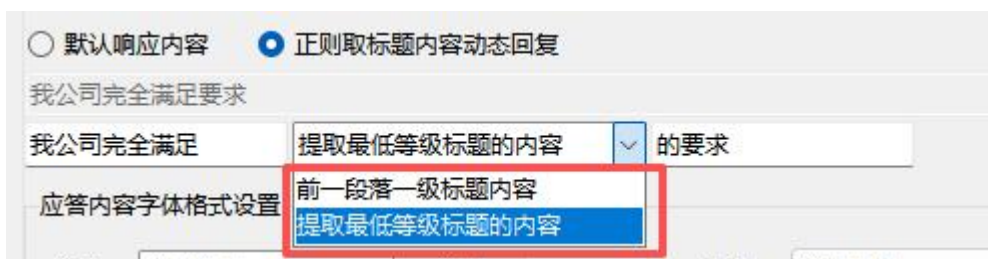 默认响应内容 正则取标题内容动态回复
我公司完全满足要求
我公司完全满足 提取最低等级标题的内容 的要求
前一段落一级标题内容
应答内容字体格式设置
提取最低等级标题的内容